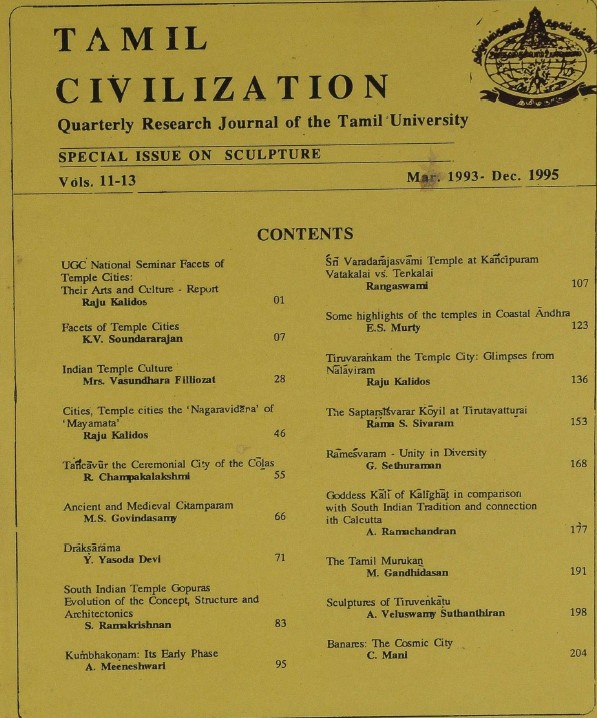 TAMIL
CIVILIZATION
Quarterly Research Journal of the Tamil University
SPECIAL ISSUE ON SCULPTURE
Vols. 11-13
Mar. 1993- Dec. 1995
CONTENTS
UGC National Seminar Facets of
Temple Cities:
Their Arts and Culture - Report
Raju Kalidos 01
Facets of Temple Cities
K.V. Soundararajan 07
Indian Temple Culture
Mrs. Vasundhara Filliozat 28
Cities, Temple cities the 'Nagaravidāna' of
'Mayamata'
Raju Kalidos 46
Tañcāvūr the Ceremonial City of the Cōḷas
R. Champakalakshmi 55
Ancient and Medieval Citamparam
M.S. Govindasamy 66
Drākṣārāma
Y. Yasoda Devi 71
South Indian Temple Gopuras
Evolution of the Concept, Structure and
Architectonics
S. Ramakrishnan 83
Kumbhakoṇam: Its Early Phase
A. Meeneshwari 95
Śrī Varadarājasvāmi Temple at Kāñcīpuram
Vatakalai vs. Tenkalai
Rangaswami 107
Some highlights of the temples in Coastal Āndhra
E.S. Murty 123
Tiruvaraṅkam the Temple City: Glimpses from
Nālāyiram
Raju Kalidos 136
The Saptarṣīśvarar Kōyil at Tirutavatturai
Rama S. Sivaram 153
Rāmēśvaram - Unity in Diversity
G. Sethuraman 168
Goddess Kālī of Kālīghāṭ in comparison
with South Indian Tradition and connection
ith Calcutta
A. Ramachandran 177
The Tamil Murukaṉ
M. Gandhidasan 191
Sculptures of Tiruvenkāṭu
A. Veluswamy Suthanthiran 198
Banares: The Cosmic City
C. Mani 204